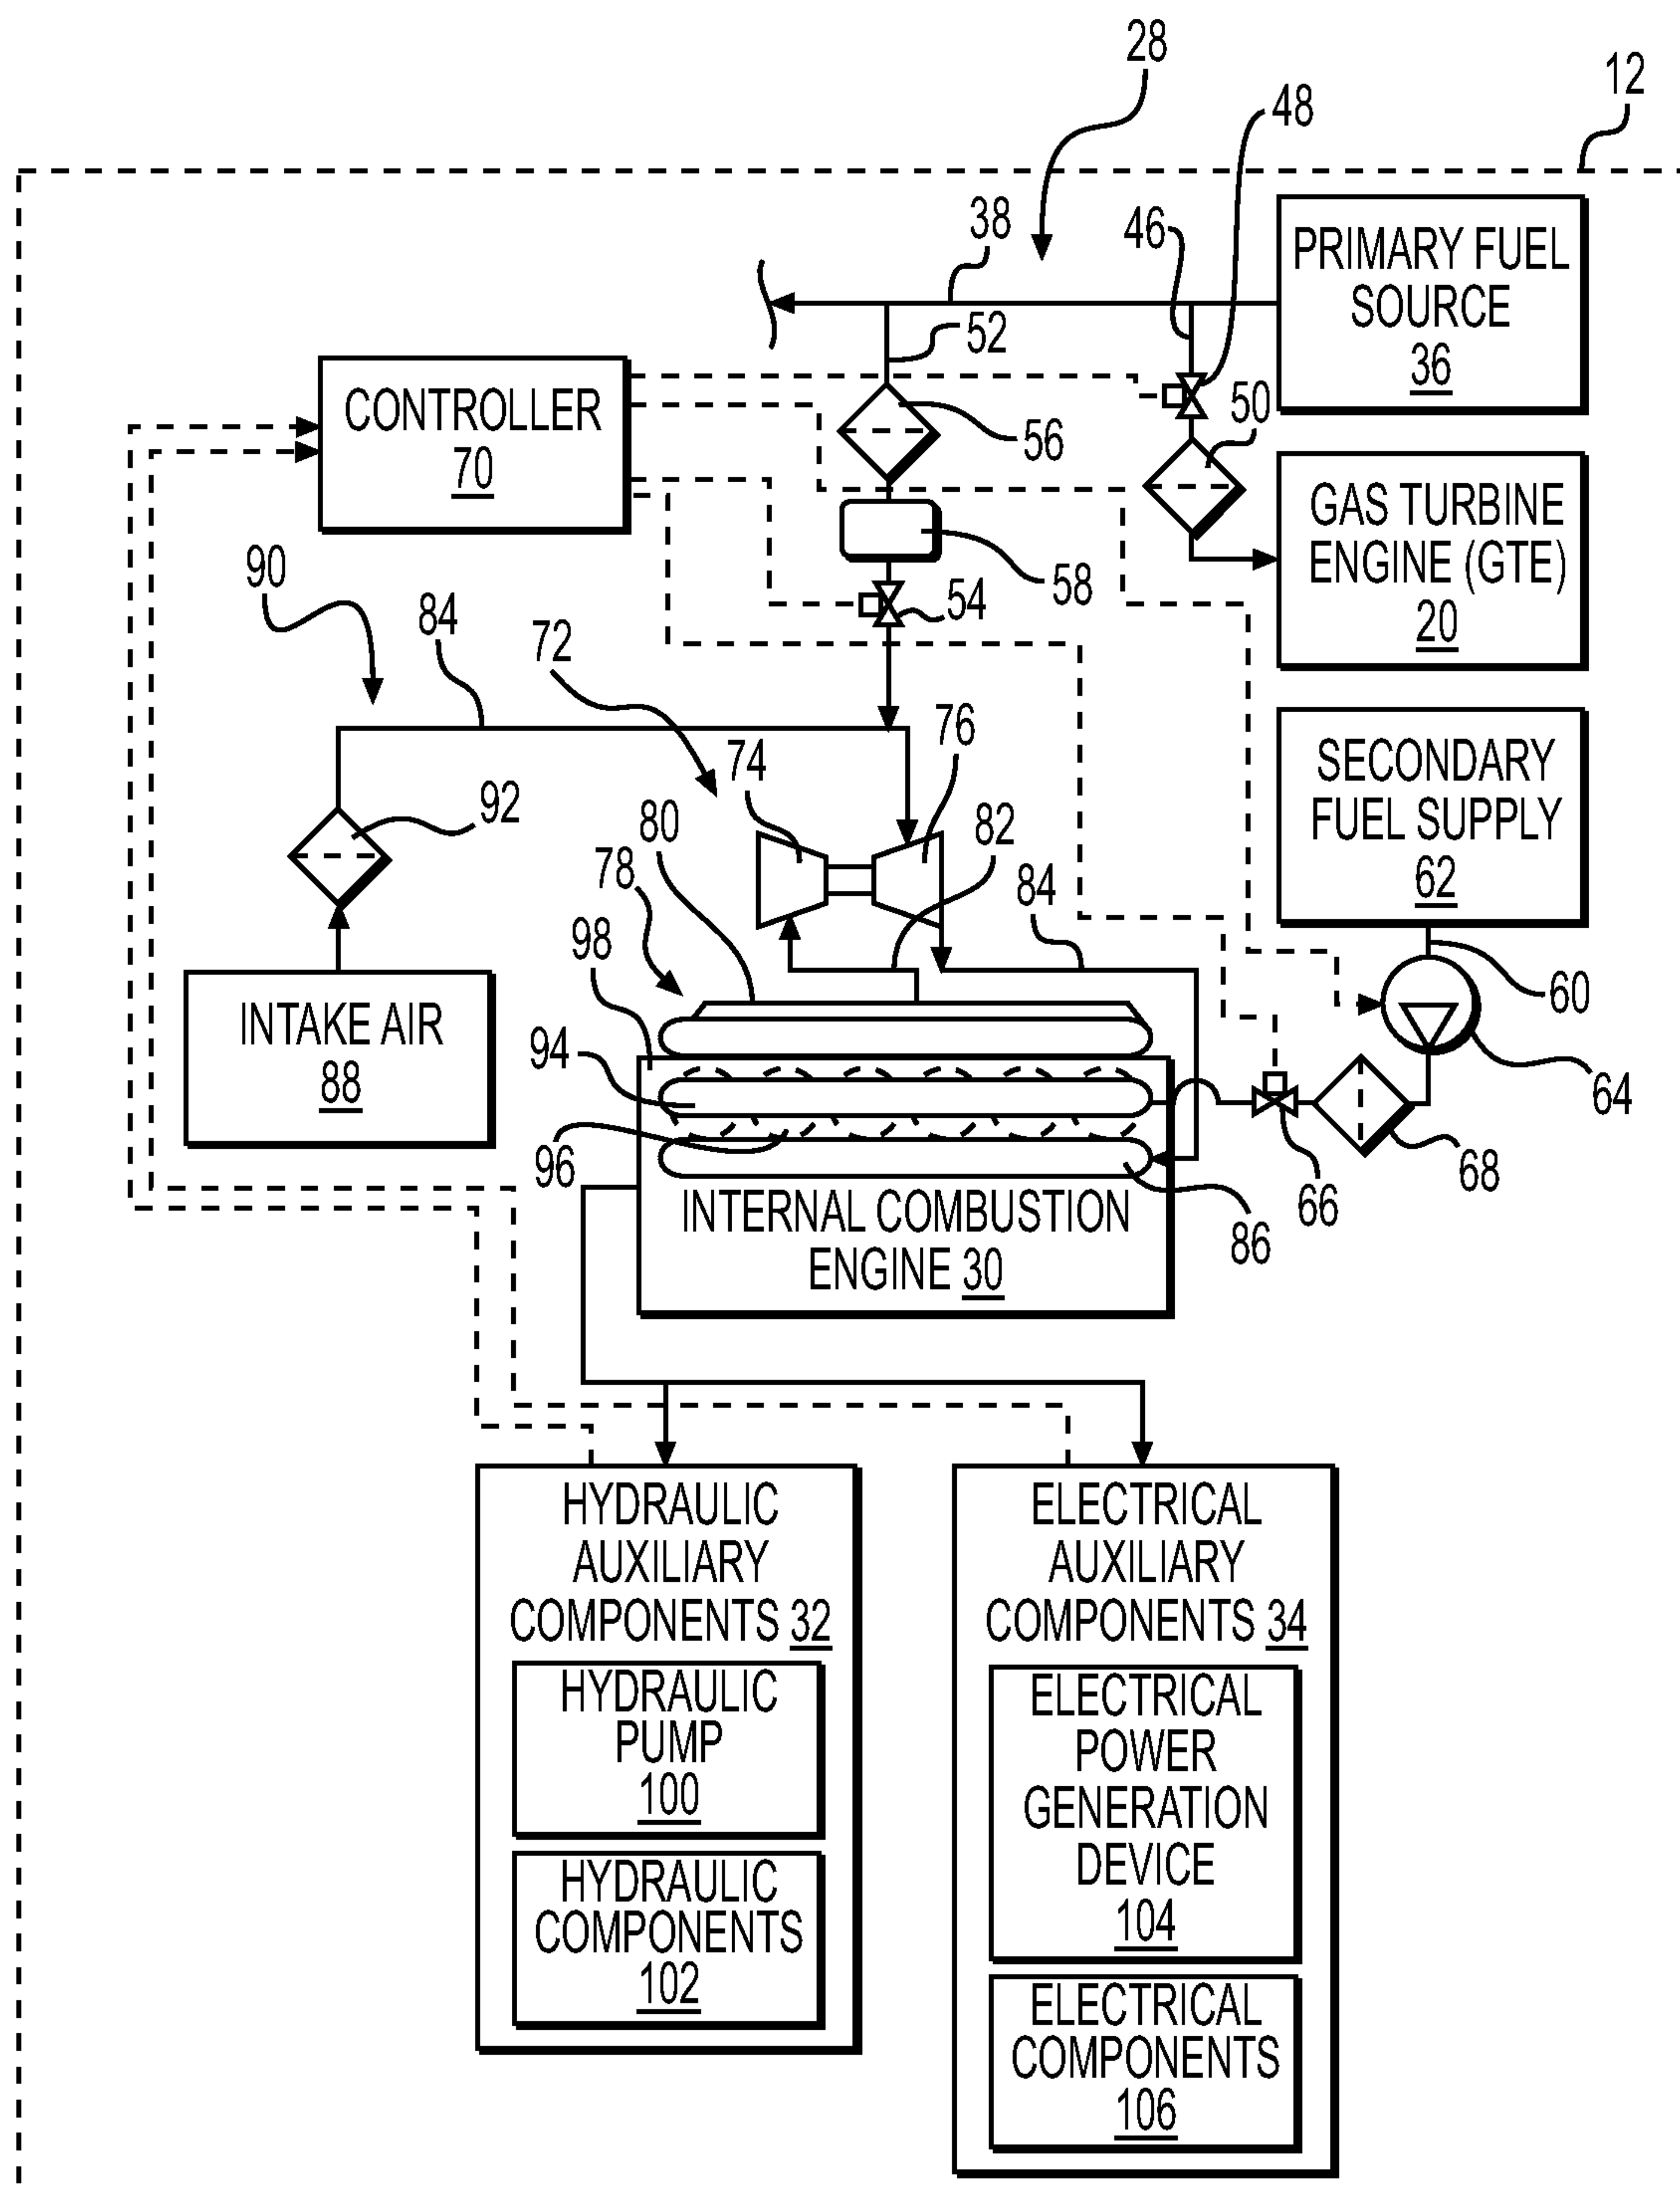 28
12
48
38
46
PRIMARY FUEL
SOURCE
36
52
CONTROLLER
70
50
56
GAS TURBINE
ENGINE (GTE)
20
58
54
90
84
72
76
74
SECONDARY
FUEL SUPPLY
62
92
80
82
78
84
98
60
INTAKE AIR
88
94
64
96
68
66
86
INTERNAL COMBUSTION
ENGINE 30
HYDRAULIC
AUXILIARY
COMPONENTS 32
HYDRAULIC
PUMP
100
HYDRAULIC
COMPONENTS
102
ELECTRICAL
AUXILIARY
COMPONENTS 34
ELECTRICAL
POWER
GENERATION
DEVICE
104
ELECTRICAL
COMPONENTS
106